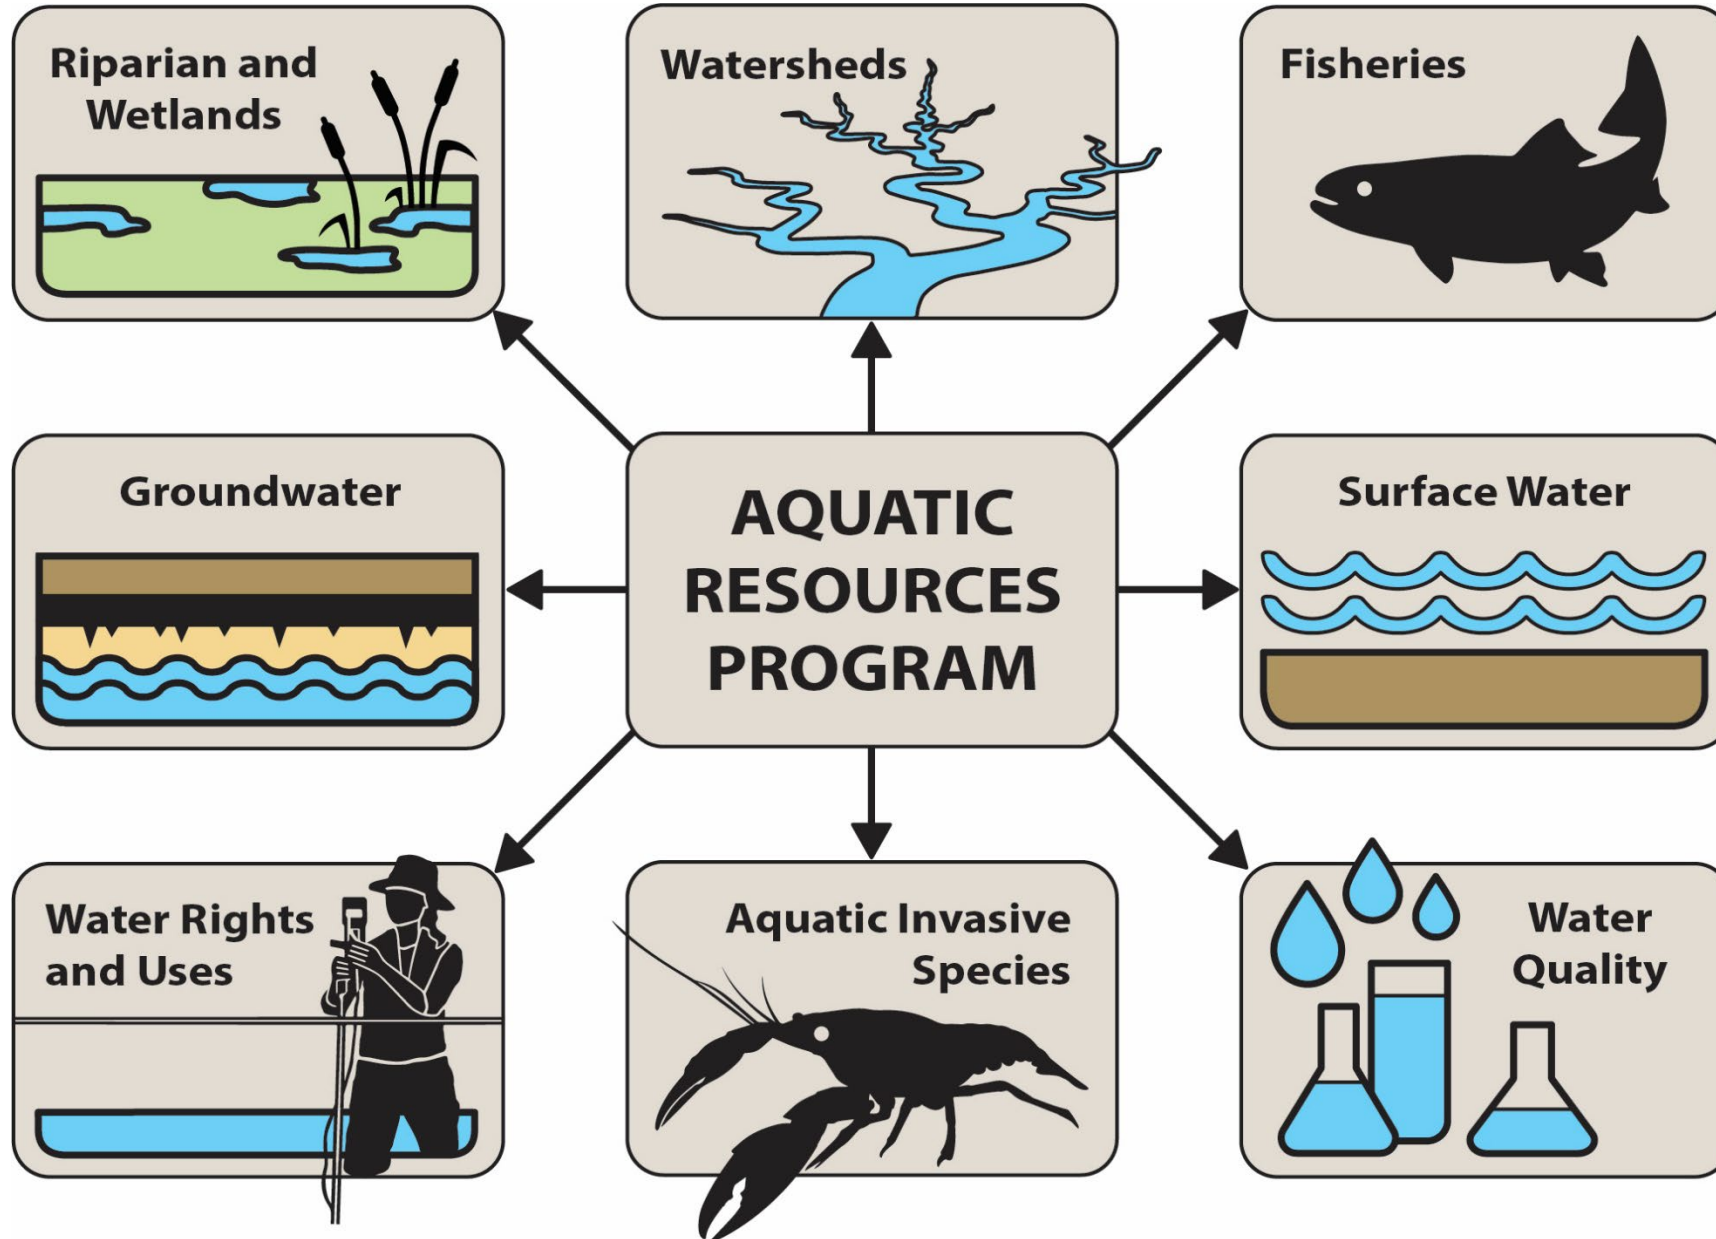 Riparian and
Wetlands
Watersheds
Fisheries
Groundwater
AQUATIC
RESOURCES
PROGRAM
Surface Water
Water Rights
and Uses
Aquatic Invasive
Species
Water
Quality